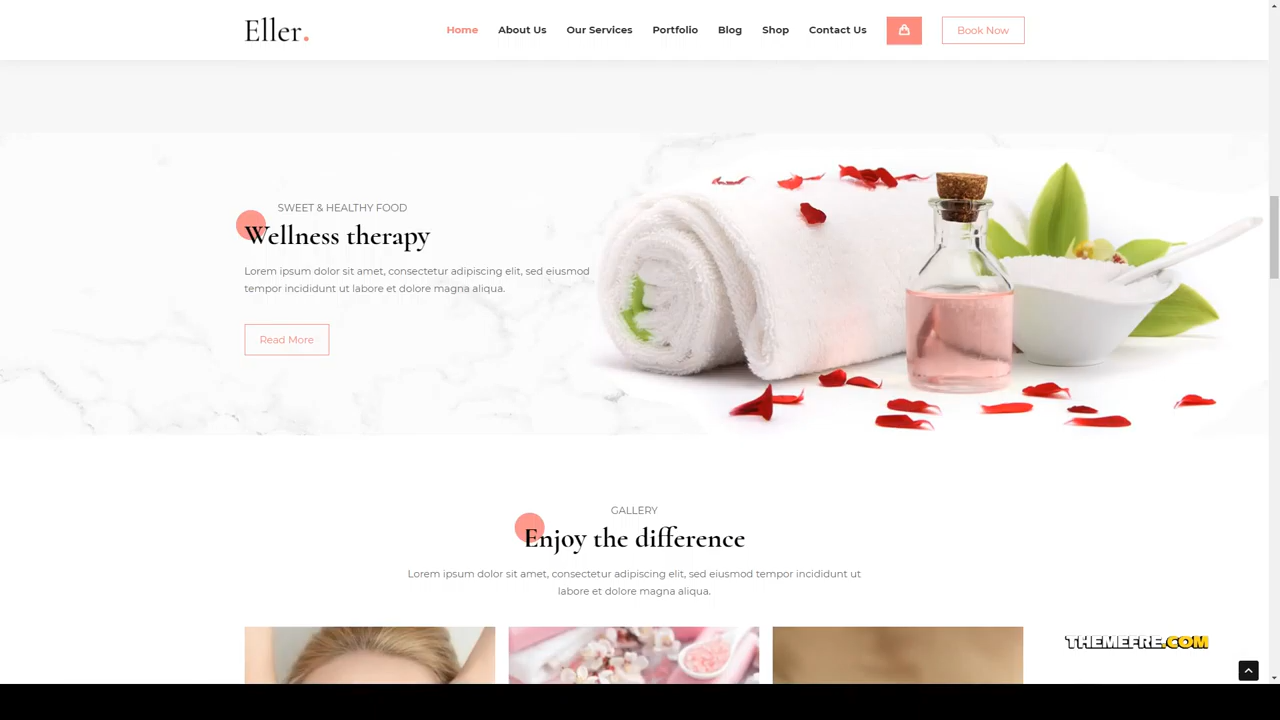 Eller.
Home About Us Our Services Portfolio Blog Shop Contact Us Book Now
SWEET & HEALTHY FOOD
Wellness therapy
Lorem ipsum dolor sit amet, consectetur adipiscing elit, sed eiusmod
tempor incididunt ut labore et dolore magna aliqua.
Read More
GALLERY
Enjoy the difference
Lorem ipsum dolor sit amet, consectetur adipiscing elit, sed eiusmod tempor incididunt ut
labore et dolore magna aliqua.
THEMEFRE.COM